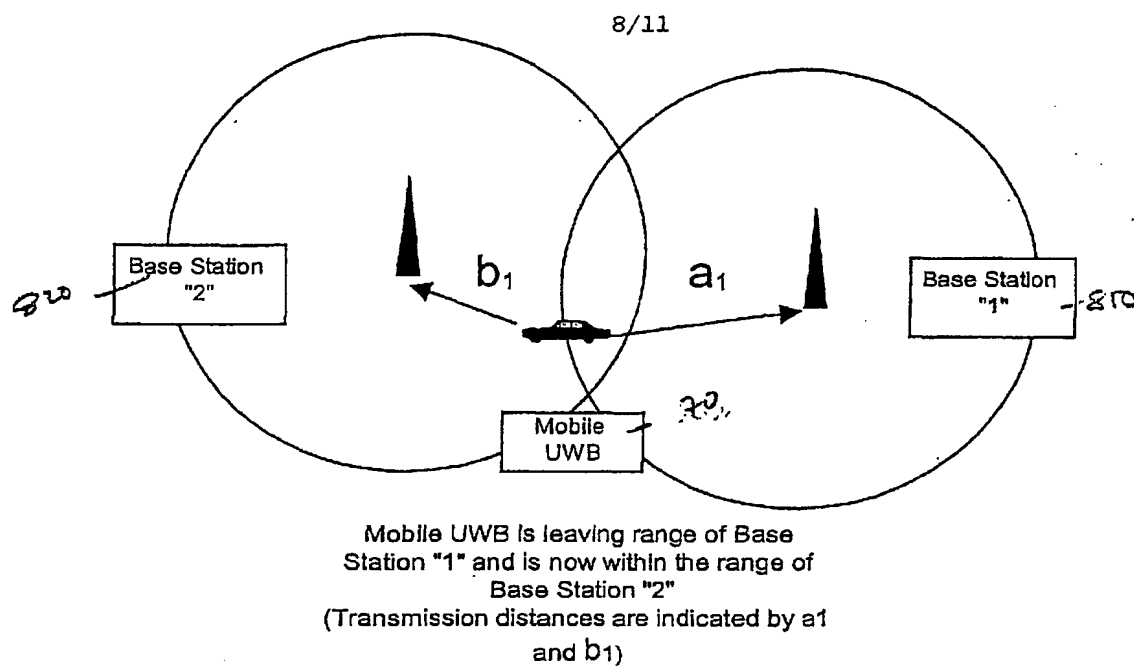 8/11
Base Station
"2"
820
b1
a1
Base Station
"1"
810
Mobile
UWB
Mobile UWB is leaving range of Base
Station "1" and is now within the range of
Base Station "2"
(Transmission distances are indicated by a1
and b1)